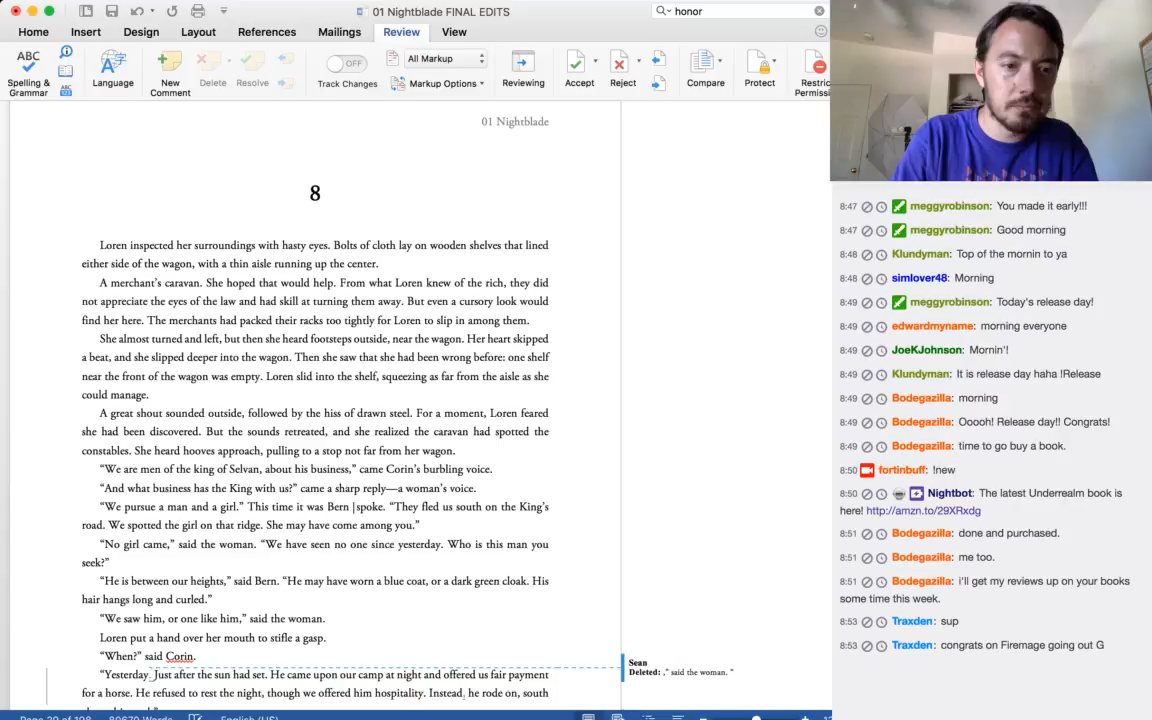 01 Nightblade FINAL EDITS
honor
Home Insert Design Layout References Mailings Review View
ABC
ABC
123
Spelling & Grammar
Language
New Comment
Delete
Resolve
OFF
Track Changes
All Markup
Markup Options
Reviewing
Accept
Reject
Compare
Protect
Restric
Permissi
01 Nightblade
8
Loren inspected her surroundings with hasty eyes. Bolts of cloth lay on wooden shelves that lined
either side of the wagon, with a thin aisle running up the center.
A merchant’s caravan. She hoped that would help. From what Loren knew of the rich, they did
not appreciate the eyes of the law and had skill at turning them away. But even a cursory look would
find her here. The merchants had packed their racks too tightly for Loren to slip in among them.
She almost turned and left, but then she heard footsteps outside, near the wagon. Her heart skipped
a beat, and she slipped deeper into the wagon. Then she saw that she had been wrong before: one shelf
near the front of the wagon was empty. Loren slid into the shelf, squeezing as far from the aisle as she
could manage.
A great shout sounded outside, followed by the hiss of drawn steel. For a moment, Loren feared
she had been discovered. But the sounds retreated, and she realized the caravan had spotted the
constables. She heard hooves approach, pulling to a stop not far from her wagon.
“We are men of the king of Selvan, about his business,” came Corin’s burbling voice.
“And what business has the King with us?” came a sharp reply—a woman’s voice.
“We pursue a man and a girl.” This time it was Bern spoke. “They fled us south on the King’s
road. We spotted the girl on that ridge. She may have come among you.”
“No girl came,” said the woman. “We have seen no one since yesterday. Who is this man you
seek?”
“He is between our heights,” said Bern. “He may have worn a blue coat, or a dark green cloak. His
hair hangs long and curled.”
“We saw him, or one like him,” said the woman.
Loren put a hand over her mouth to stifle a gasp.
“When?” said Corin.
“Yesterday. Just after the sun had set. He came upon our camp at night and offered us fair payment
for a horse. He refused to rest the night, though we offered him hospitality. Instead, he rode on, south
Sean
Deleted: ,” said the woman. “
English (US)
8:47 meggyrobinson: You made it early!!!
8:47 meggyrobinson: Good morning
8:48 Klundyman: Top of the mornin to ya
8:48 simlover48: Morning
8:49 meggyrobinson: Today's release day!
8:49 edwardmyname: morning everyone
8:49 JoeKJohnson: Mornin'!
8:49 Klundyman: It is release day haha !Release
8:49 Bodegazilla: morning
8:49 Bodegazilla: Ooooh! Release day!! Congrats!
8:49 Bodegazilla: time to go buy a book.
8:50 fortinbuff: !new
8:50 Nightbot: The latest Underrealm book is
here! http://amzn.to/29XRxdg
8:51 Bodegazilla: done and purchased.
8:51 Bodegazilla: me too.
8:51 Bodegazilla: i'll get my reviews up on your books
some time this week.
8:53 Traxden: sup
8:53 Traxden: congrats on Firemage going out G